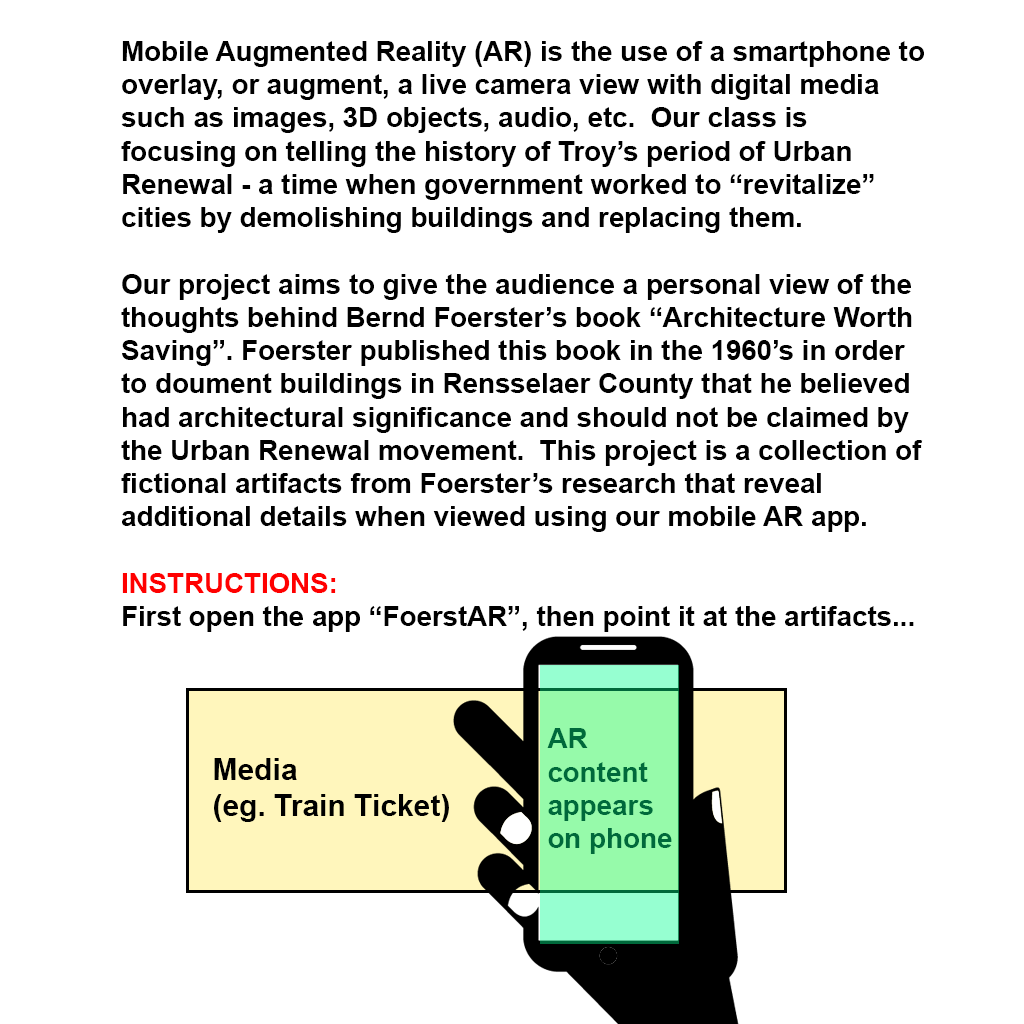 Mobile Augmented Reality (AR) is the use of a smartphone to
overlay, or augment, a live camera view with digital media
such as images, 3D objects, audio, etc.  Our class is
focusing on telling the history of Troy’s period of Urban
Renewal - a time when government worked to “revitalize”
cities by demolishing buildings and replacing them.
Our project aims to give the audience a personal view of the
thoughts behind Bernd Foerster’s book “Architecture Worth
Saving”. Foerster published this book in the 1960’s in order
to doument buildings in Rensselaer County that he believed
had architectural significance and should not be claimed by
the Urban Renewal movement.  This project is a collection of
fictional artifacts from Foerster’s research that reveal
additional details when viewed using our mobile AR app.
INSTRUCTIONS:
First open the app “FoerstAR”, then point it at the artifacts...
Media
(eg. Train Ticket)
AR
content
appears
on phone